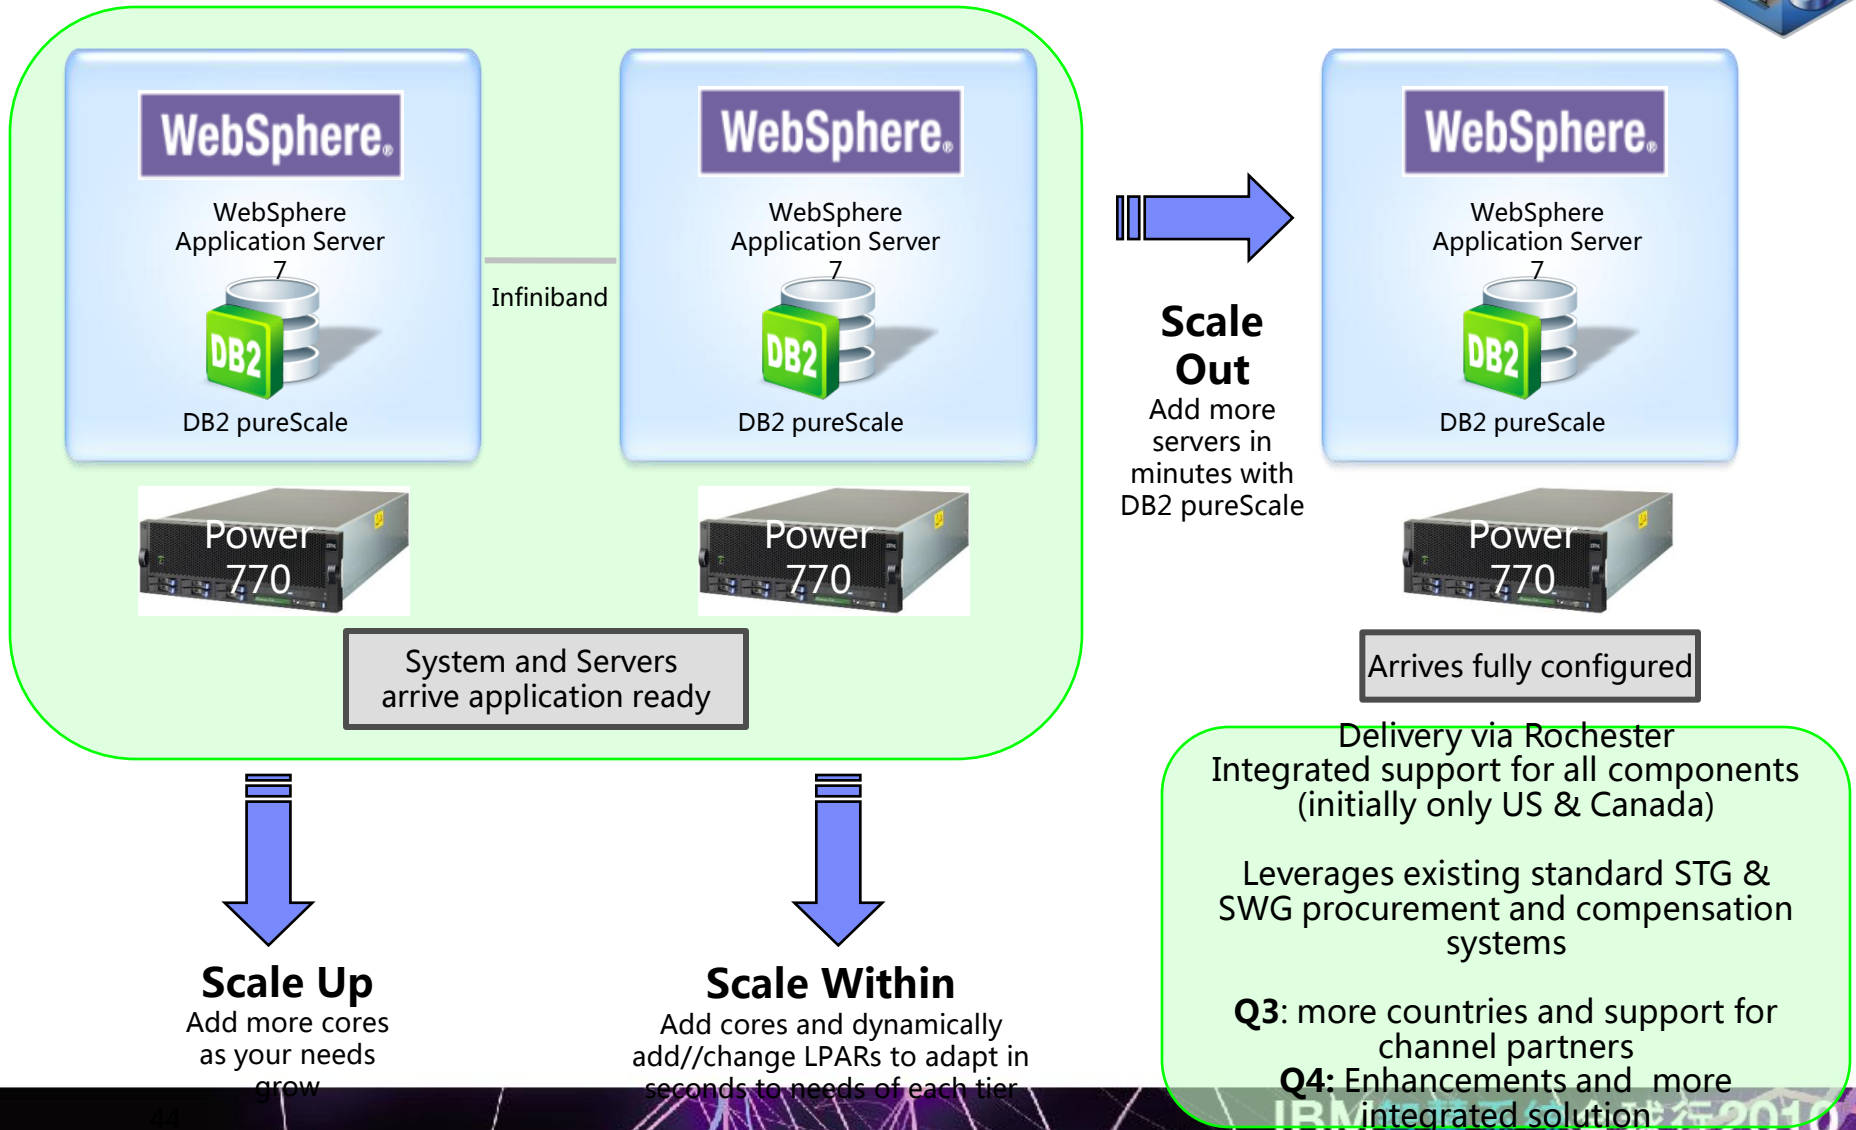 WebSphere®
WebSphere
Application Server
7
DB2
DB2 pureScale
Power
770
Infiniband
WebSphere®
WebSphere
Application Server
7
DB2
DB2 pureScale
Power
770
System and Servers
arrive application ready
Scale
Out
Add more
servers in
minutes with
DB2 pureScale
WebSphere®
WebSphere
Application Server
7
DB2
DB2 pureScale
Power
770
Arrives fully configured
Scale Up
Add more cores
as your needs
grow
Scale Within
Add cores and dynamically
add//change LPARs to adapt in
seconds to needs of each tier
Delivery via Rochester
Integrated support for all components
(initially only US & Canada)
Leverages existing standard STG &
SWG procurement and compensation
systems
Q3: more countries and support for
channel partners
Q4: Enhancements and more
integrated solution
44
IBM 2010